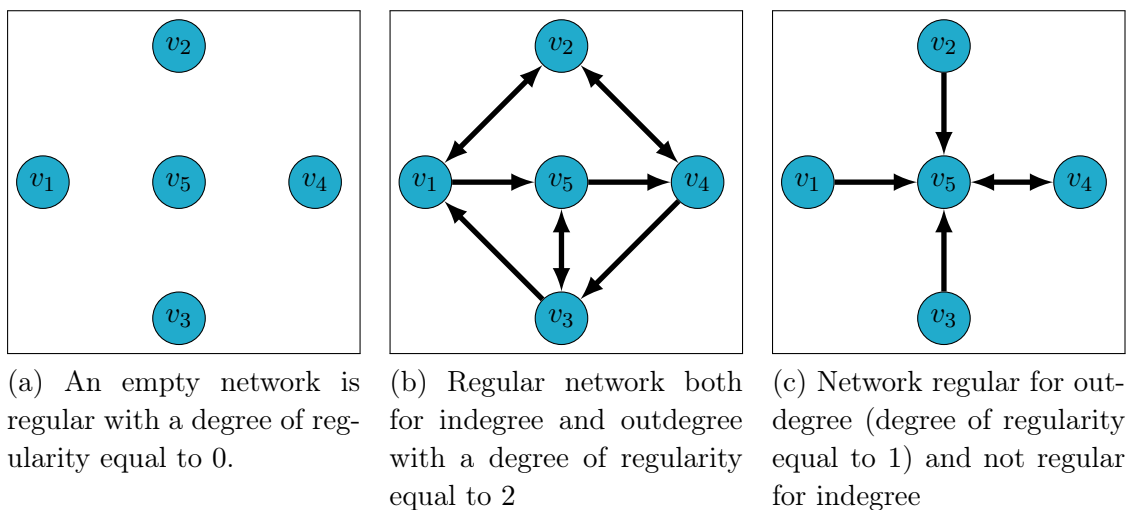 v2
v1
v5
v4
v3
(a) An empty network is
regular with a degree of reg-
ularity equal to 0.
v2
v1
v5
v4
v3
(b) Regular network both
for indegree and outdegree
with a degree of regularity
equal to 2
v2
v1
v5
v4
v3
(c) Network regular for out-
degree (degree of regularity
equal to 1) and not regular
for indegree